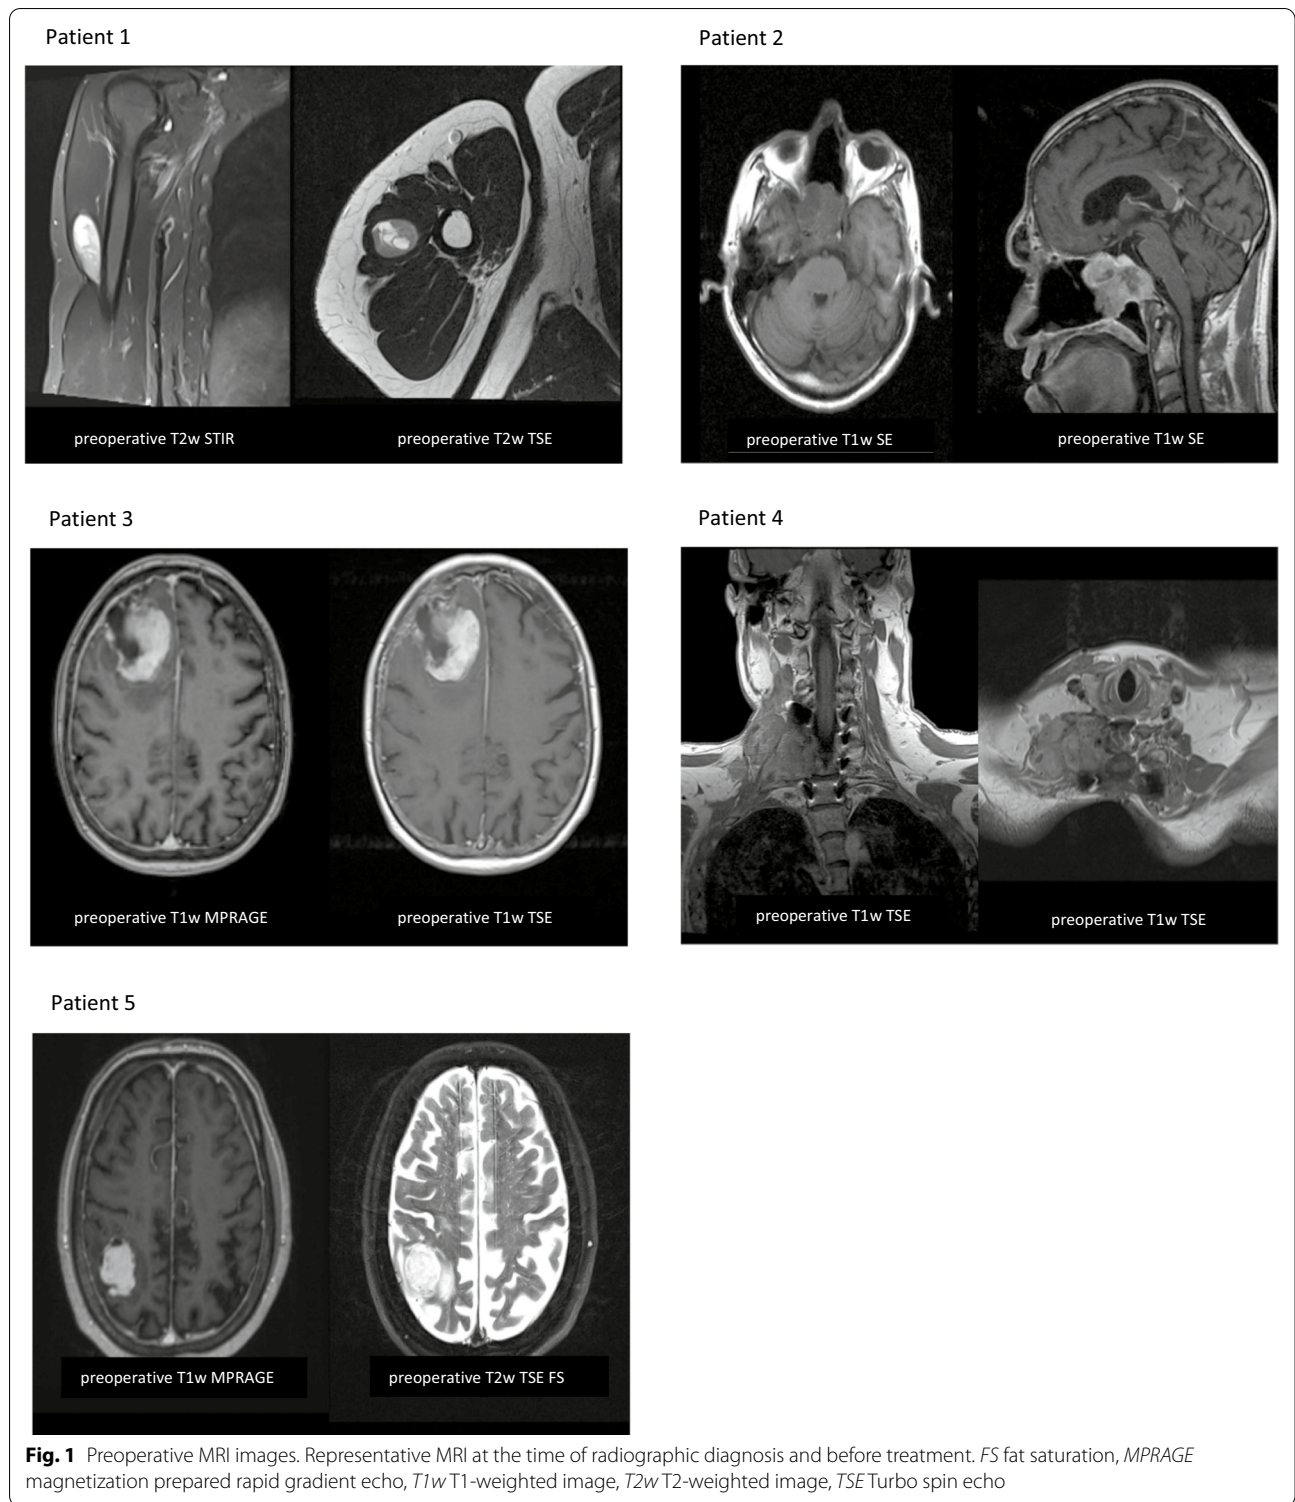 Patient 1
Patient 2
preoperative T2w STIR
preoperative T2w TSE
preoperative T1w SE
preoperative T1w SE
Patient 3
Patient 4
preoperative T1w MPRAGE
preoperative T1w TSE
preoperative T1w TSE
preoperative T1w TSE
Patient 5
preoperative T1w MPRAGE
preoperative T2w TSE FS
Fig. 1 Preoperative MRI images. Representative MRI at the time of radiographic diagnosis and before treatment. FS fat saturation, MPRAGE
magnetization prepared rapid gradient echo, T1w T1-weighted image, T2w T2-weighted image, TSE Turbo spin echo